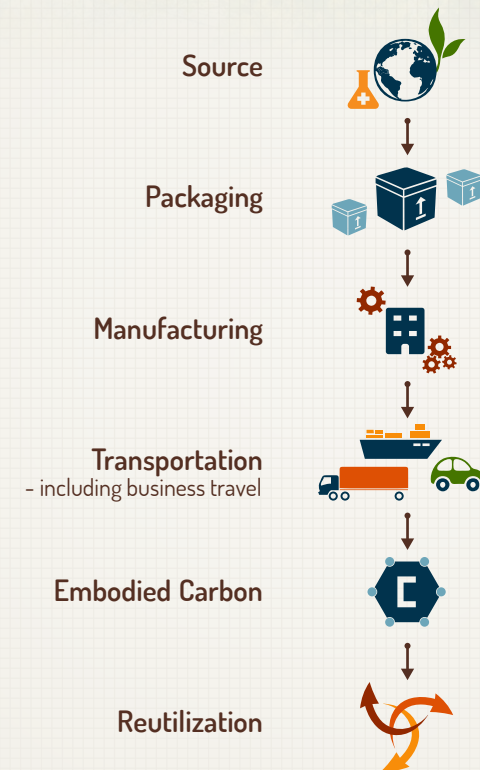 Source
Packaging
Manufacturing
Transportation
- including business travel
Embodied Carbon
C
Reutilization